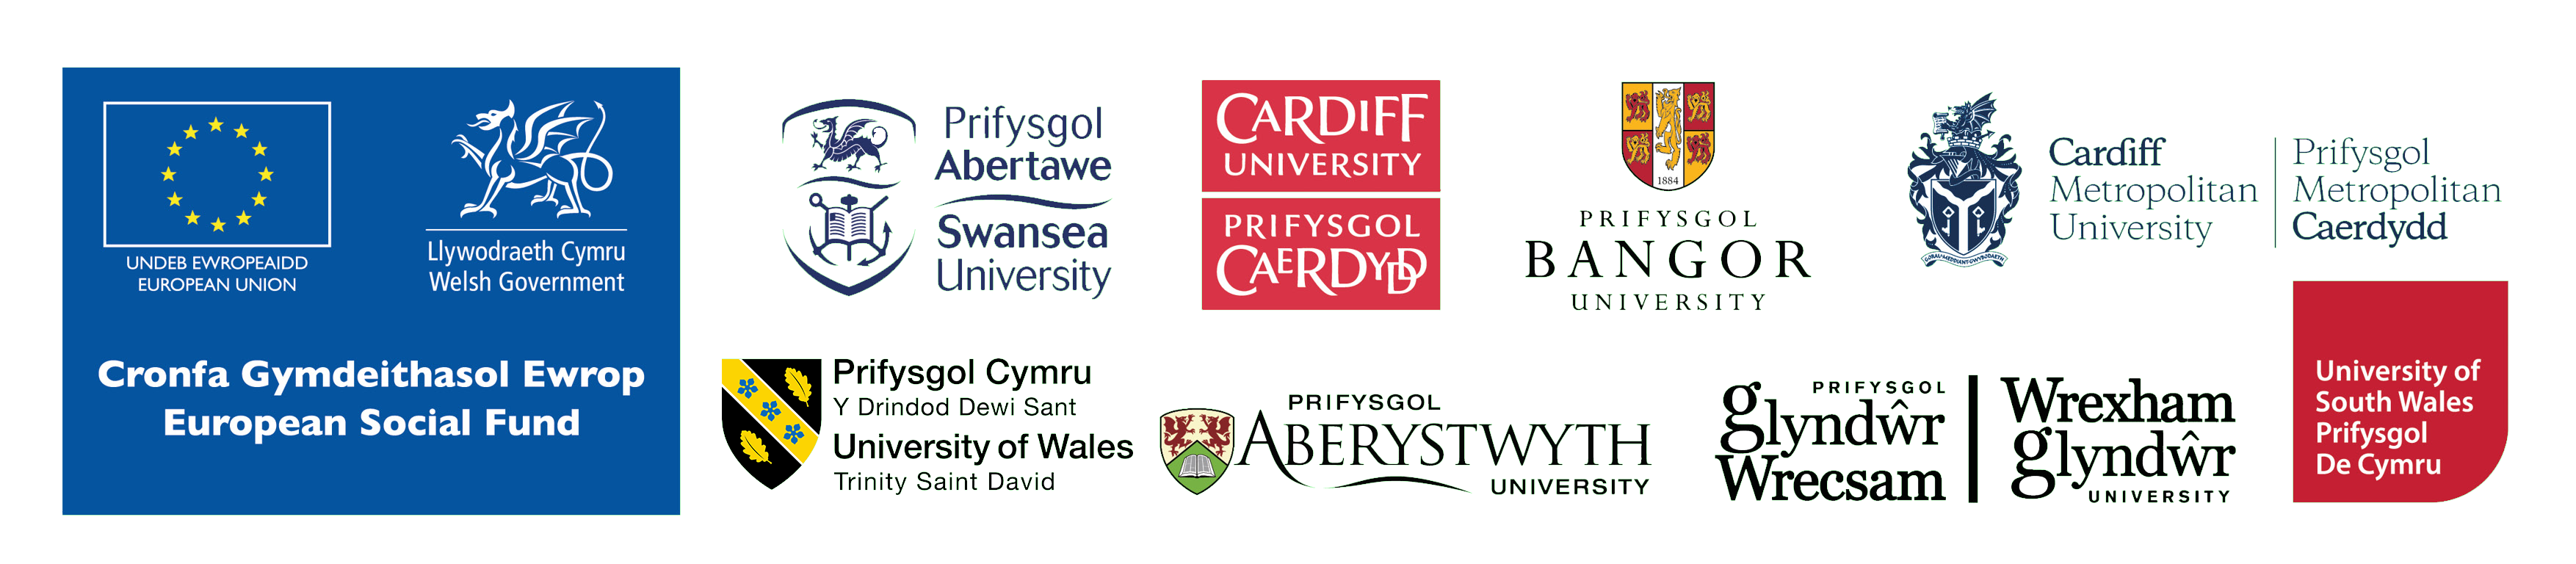 UNDEB EWROPEAIDD
EUROPEAN UNION
Llywodraeth Cymru
Welsh Government
Cronfa Gymdeithasol Ewrop
European Social Fund
Prifysgol
Abertawe
Swansea
University
CARDIFF
UNIVERSITY
PRIFYSGOL
CAERDYDD
1884
PRIFYSGOL
BANGOR
UNIVERSITY
GORAU MEDDIANT GWYBODAETH
Cardiff
Metropolitan
University
Prifysgol
Metropolitan
Caerdydd
Prifysgol Cymru
Y Drindod Dewi Sant
University of Wales
Trinity Saint David
PRIFYSGOL
ABERYSTWYTH
UNIVERSITY
PRIFYSGOL
glyndŵr
Wrecsam
Wrexham
glyndŵr
UNIVERSITY
University of
South Wales
Prifysgol
De Cymru